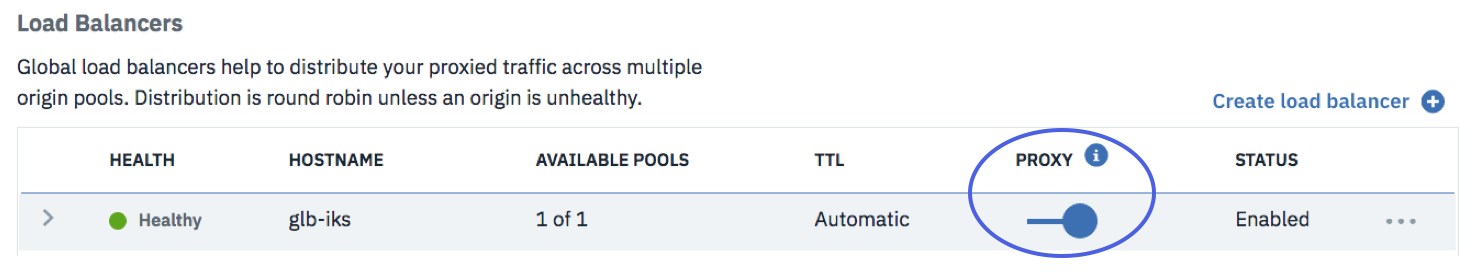 Load Balancers
Global load balancers help to distribute your proxied traffic across multiple
origin pools. Distribution is round robin unless an origin is unhealthy.
Create load balancer
HEALTH HOSTNAME AVAILABLE POOLS TTL PROXY STATUS
Healthy glb-iks 1 of 1 Automatic Enabled